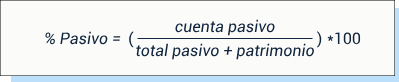 % Pasivo = ( cuenta pasivo / total pasivo + patrimonio ) *100